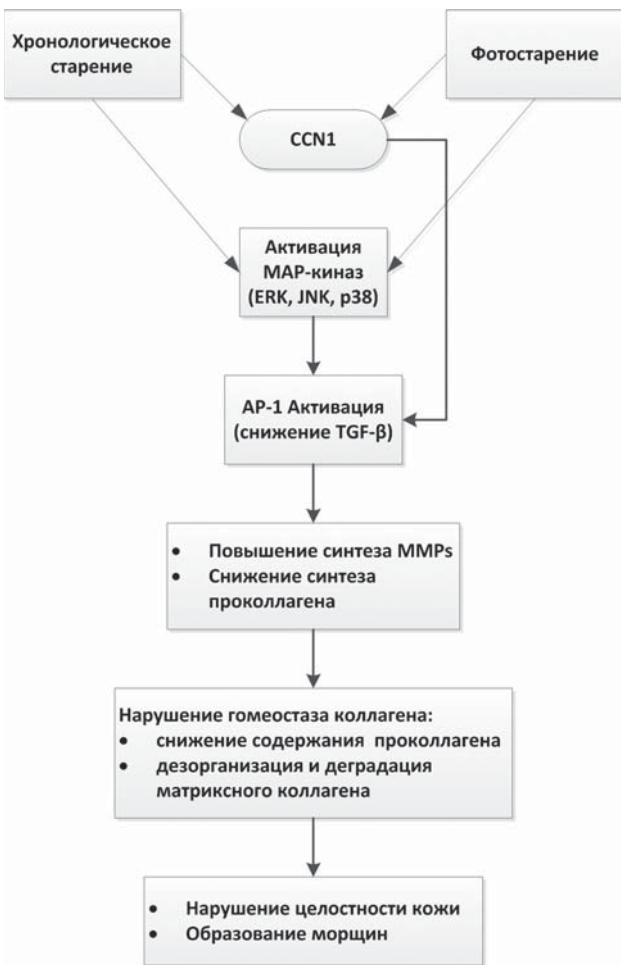 Хронологическое
старение
Фотостарение
CCN1
Активация
MAP-киназ
(ERK, JNK, p38)
AP-1 Активация
(снижение TGF-β)
• Повышение синтеза MMPs
• Снижение синтеза
проколлагена
Нарушение гомеостаза коллагена:
• снижение содержания проколлагена
• дезорганизация и деградация
матриксного коллагена
• Нарушение целостности кожи
• Образование морщин